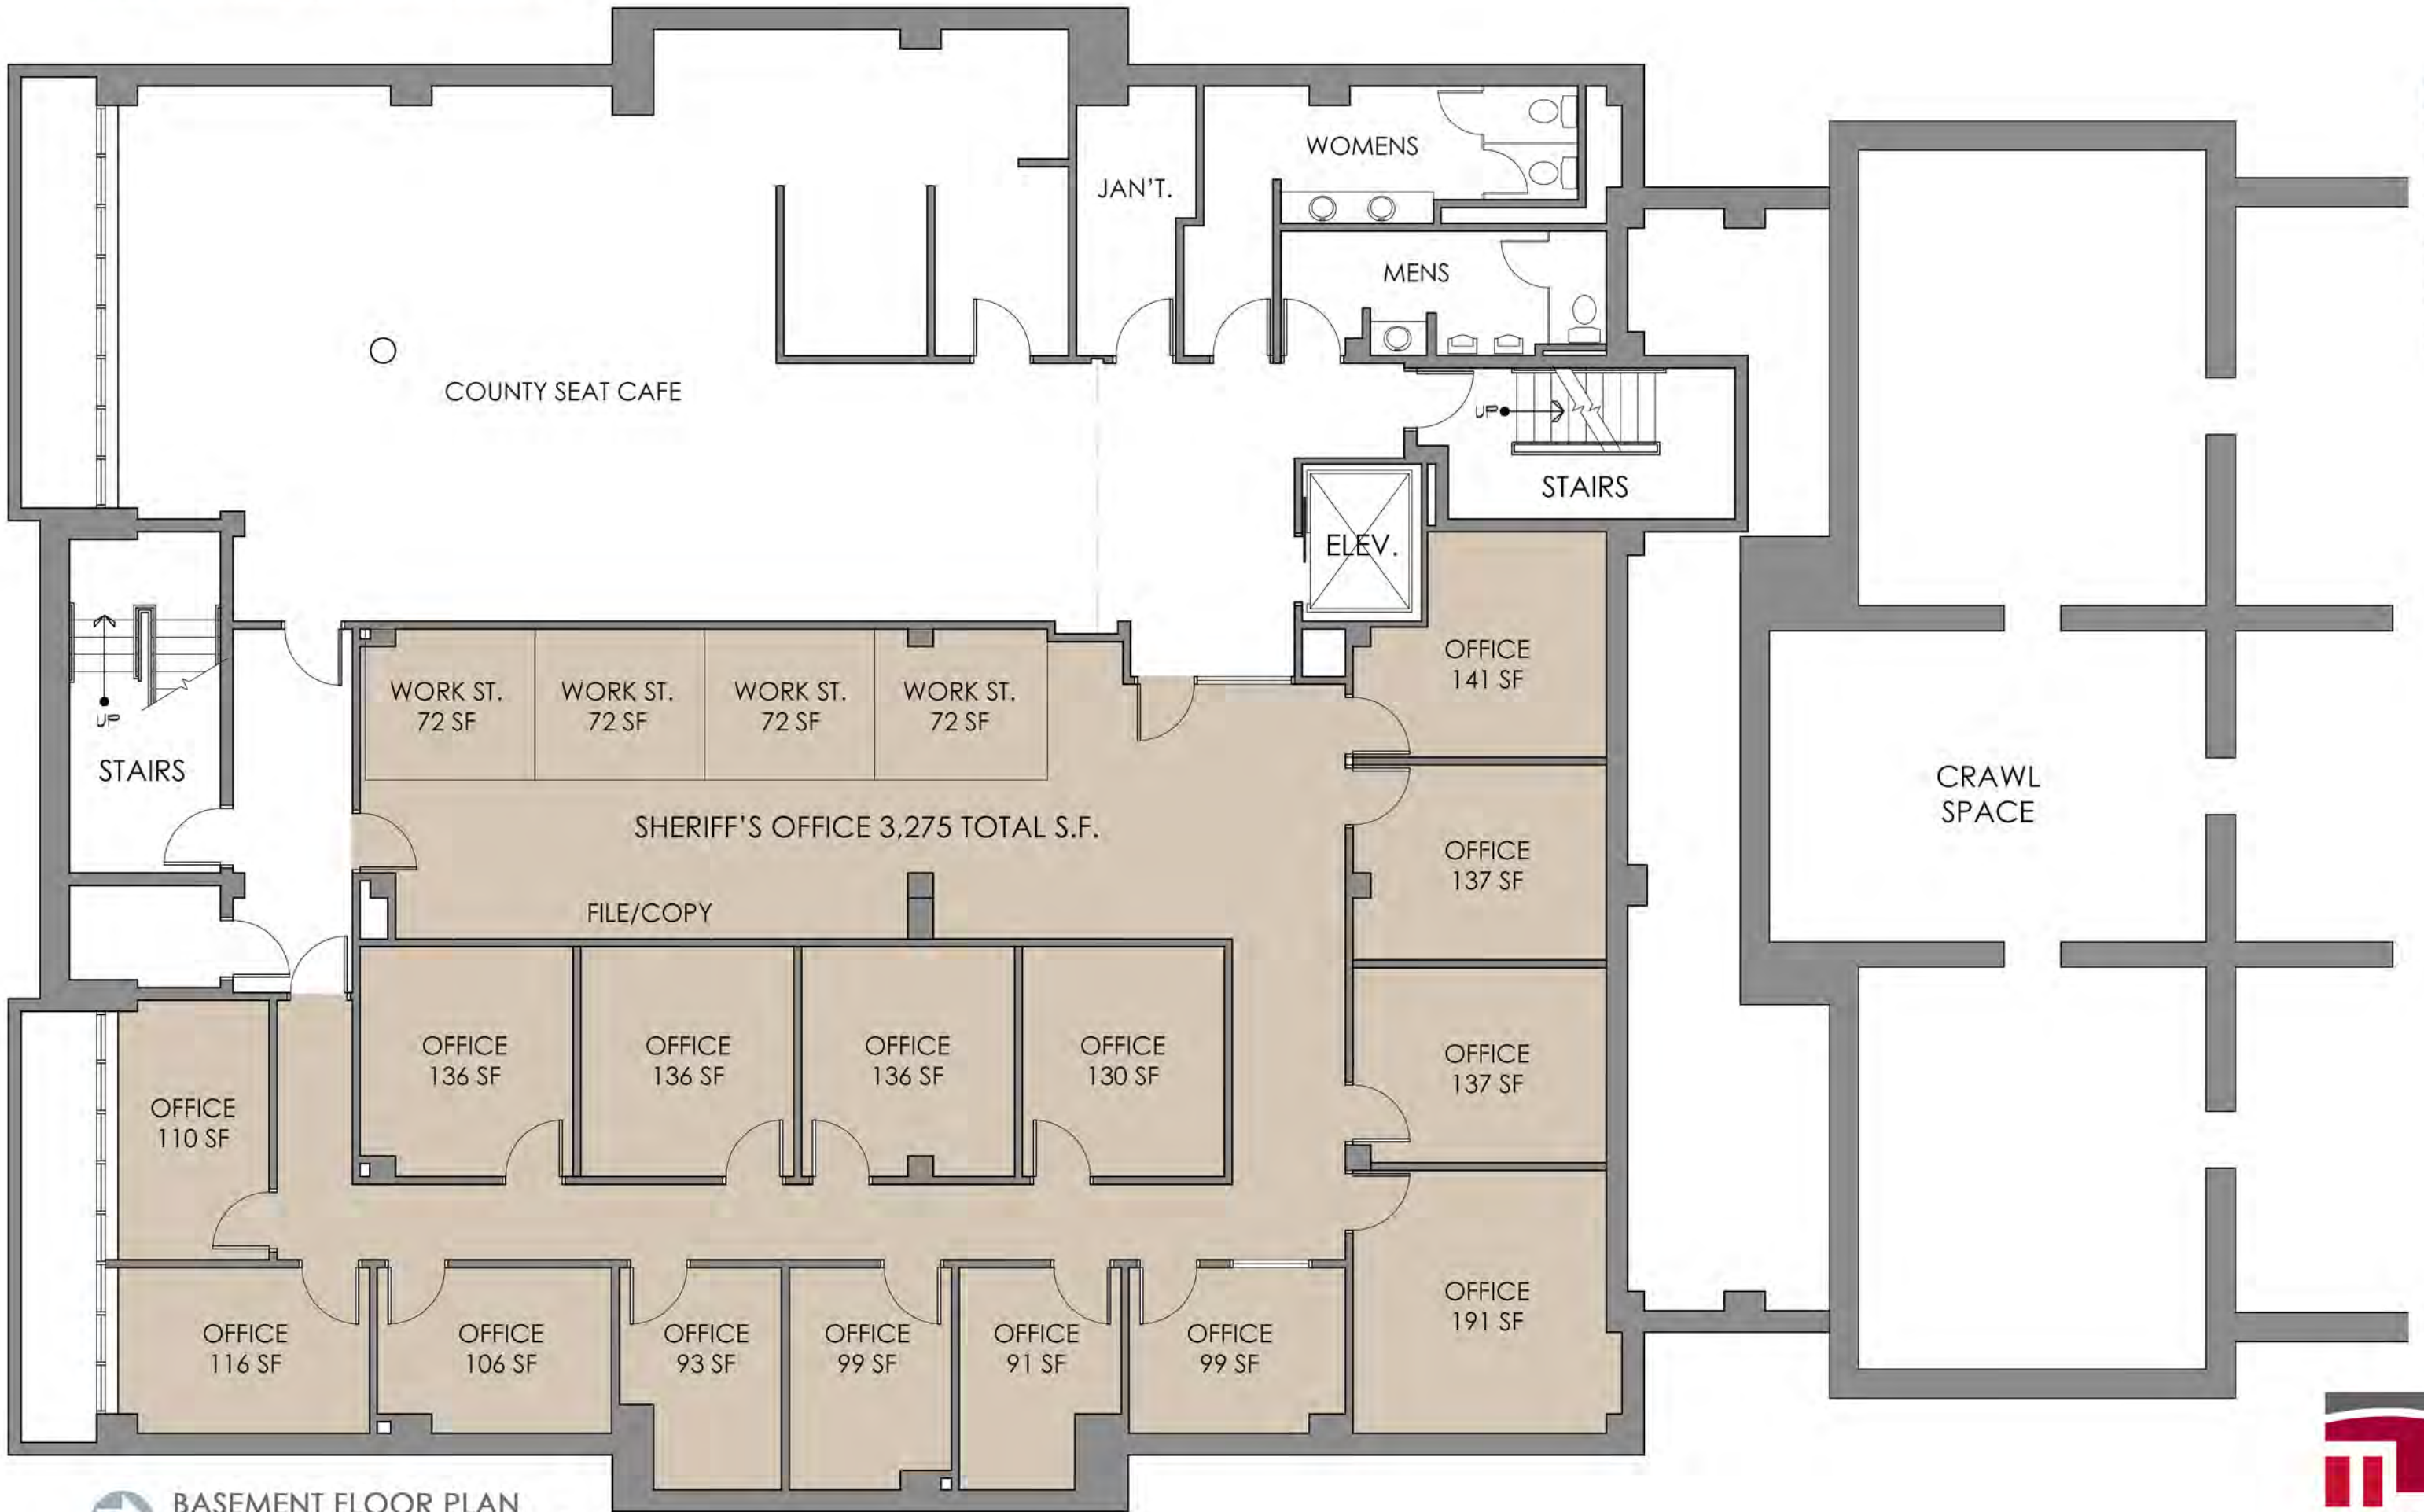 WOMENS
JAN'T.
MENS
COUNTY SEAT CAFE
UP
STAIRS
ELEV.
OFFICE
141 SF
WORK ST.
72 SF
WORK ST.
72 SF
WORK ST.
72 SF
WORK ST.
72 SF
UP
STAIRS
CRAWL
SPACE
SHERIFF'S OFFICE 3,275 TOTAL S.F.
OFFICE
137 SF
FILE/COPY
OFFICE
136 SF
OFFICE
136 SF
OFFICE
136 SF
OFFICE
130 SF
OFFICE
137 SF
OFFICE
110 SF
OFFICE
191 SF
OFFICE
116 SF
OFFICE
106 SF
OFFICE
93 SF
OFFICE
99 SF
OFFICE
91 SF
OFFICE
99 SF
BASEMENT FLOOR PLAN